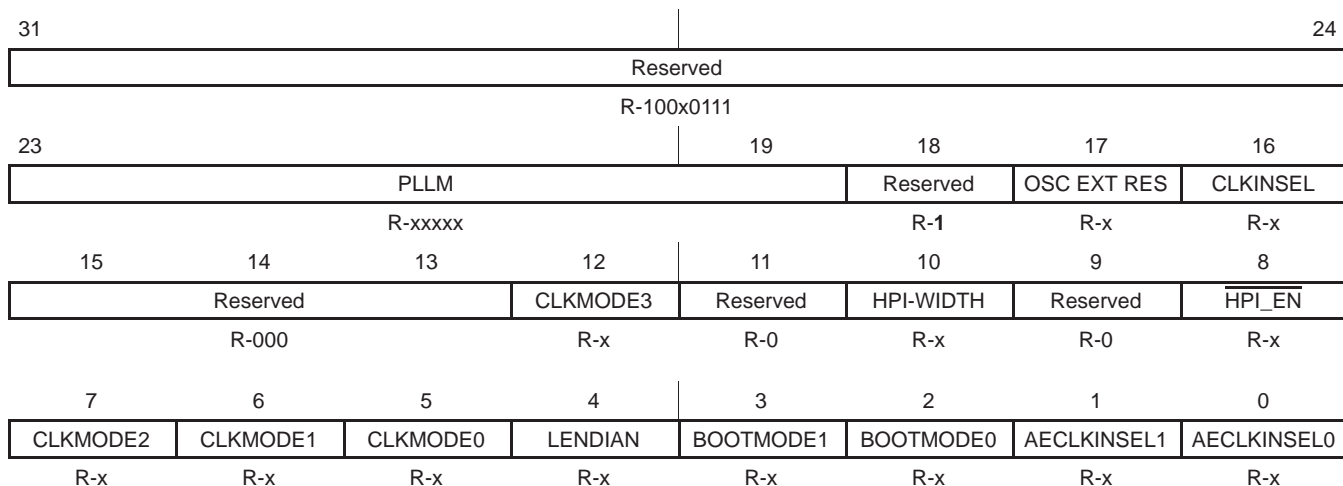 31 24
Reserved
R-100x0111
23 19 18 17 16
PLLM Reserved OSC EXT RES CLKINSEL
R-xxxxx R-1 R-x R-x
15 14 13 12 11 10 9 8
Reserved CLKMODE3 Reserved HPI-WIDTH Reserved HPI_EN
R-000 R-x R-0 R-x R-0 R-x
7 6 5 4 3 2 1 0
CLKMODE2 CLKMODE1 CLKMODE0 LENDIAN BOOTMODE1 BOOTMODE0 AECLKINSEL1 AECLKINSEL0
R-x R-x R-x R-x R-x R-x R-x R-x